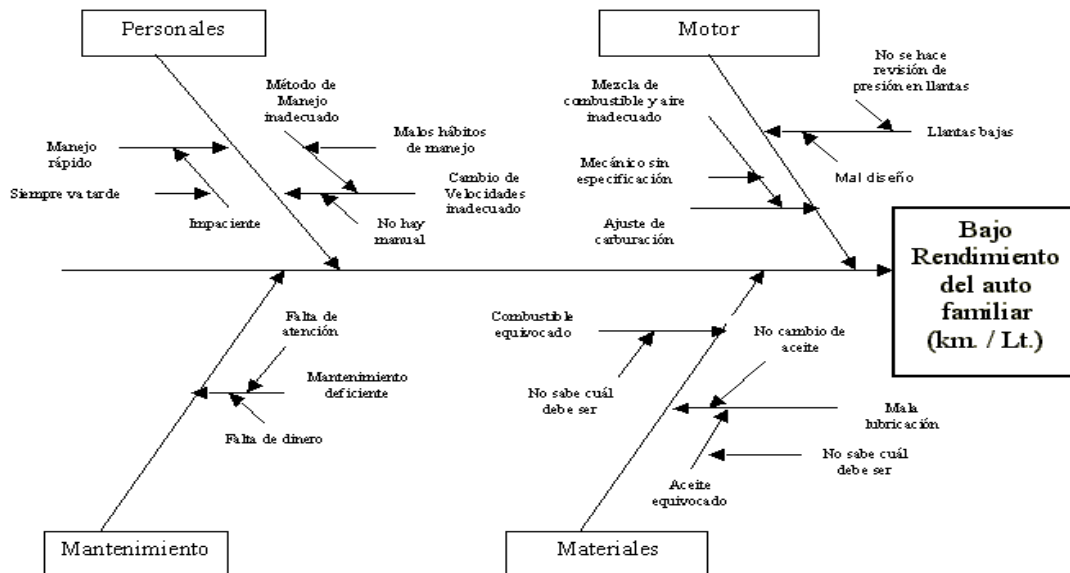 Personales
Motor
Método de
Manejo
inadecuado
Malos hábitos
de manejo
Manejo
rápido
Siempre va tarde
Impaciente
Cambio de
Velocidades
inadecuado
No hay
manual
Mezcla de
combustible y aire
inadecuado
No se hace
revisión de
presión en llantas
Llantas bajas
Mal diseño
Mecánico sin
especificación
Ajuste de
carburación
Bajo
Rendimiento
del auto
familiar
(km. / Lt.)
Falta de
atención
Mantenimiento
deficiente
Falta de dinero
Combustible
equivocado
No sabe cuál
debe ser
No cambio de
aceite
Mala
lubricación
No sabe cuál
debe ser
Aceite
equivocado
Mantenimiento
Materiales